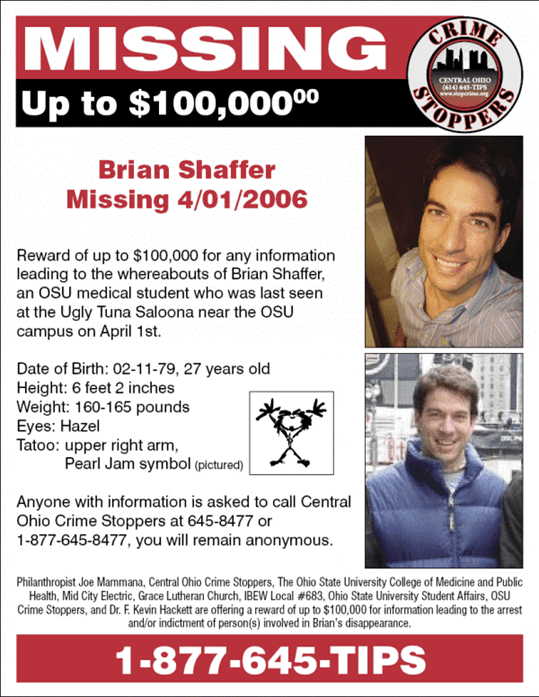 MISSING
Up to $100,000⁰⁰
CRIME
STOPPERS
CENTRAL OHIO
(614) 645-TIPS
www.stopcrime.org
Brian Shaffer
Missing 4/01/2006
Reward of up to $100,000 for any information
leading to the whereabouts of Brian Shaffer,
an OSU medical student who was last seen
at the Ugly Tuna Saloona near the OSU
campus on April 1st.
Date of Birth: 02-11-79, 27 years old
Height: 6 feet 2 inches
Weight: 160-165 pounds
Eyes: Hazel
Tatoo: upper right arm,
Pearl Jam symbol (pictured)
Anyone with information is asked to call Central
Ohio Crime Stoppers at 645-8477 or
1-877-645-8477, you will remain anonymous.
Philanthropist Joe Mammana, Central Ohio Crime Stoppers, The Ohio State University College of Medicine and Public
Health, Mid City Electric, Grace Lutheran Church, IBEW Local #683, Ohio State University Student Affairs, OSU
Crime Stoppers, and Dr. F. Kevin Hackett are offering a reward of up to $100,000 for information leading to the arrest
and/or indictment of person(s) involved in Brian's disappearance.
1-877-645-TIPS